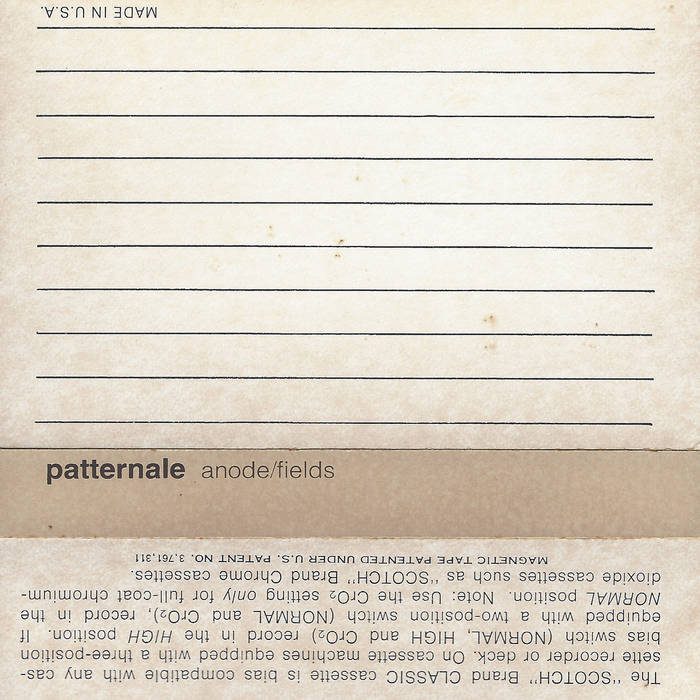 MADE IN U.S.A.
patternale anode/fields
The "SCOTCH" Brand CLASSIC cassette is bias compatible with any cas-
sette recorder or deck. On cassette machines equipped with a three-position
bias switch (NORMAL, HIGH and CrO₂) record in the HIGH position. If
equipped with a two-position switch (NORMAL and CrO₂), record in the
NORMAL position. Note: Use the CrO₂ setting only for full-coat chromium-
dioxide cassettes such as "SCOTCH" Brand Chrome cassettes.
MAGNETIC TAPE PATENTED UNDER U.S. PATENT NO. 3,761,311